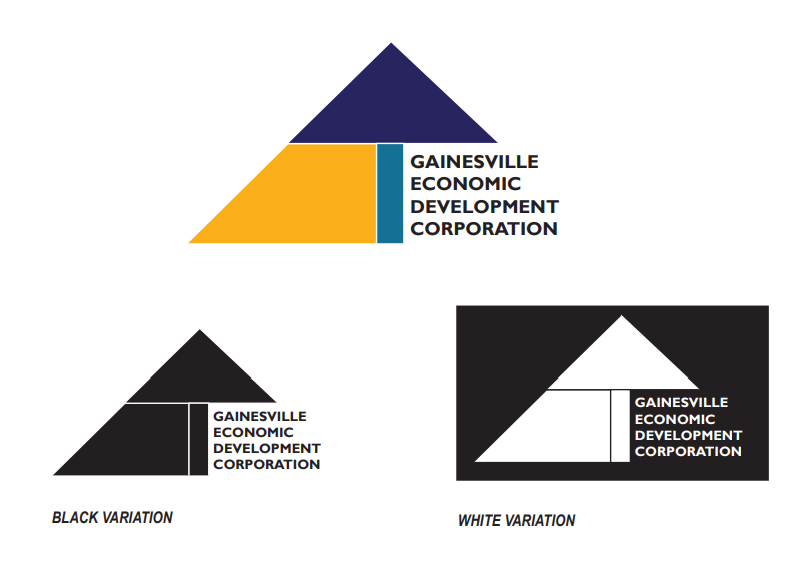 GAINESVILLE
ECONOMIC
DEVELOPMENT
CORPORATION
GAINESVILLE
ECONOMIC
DEVELOPMENT
CORPORATION
BLACK VARIATION
GAINESVILLE
ECONOMIC
DEVELOPMENT
CORPORATION
WHITE VARIATION